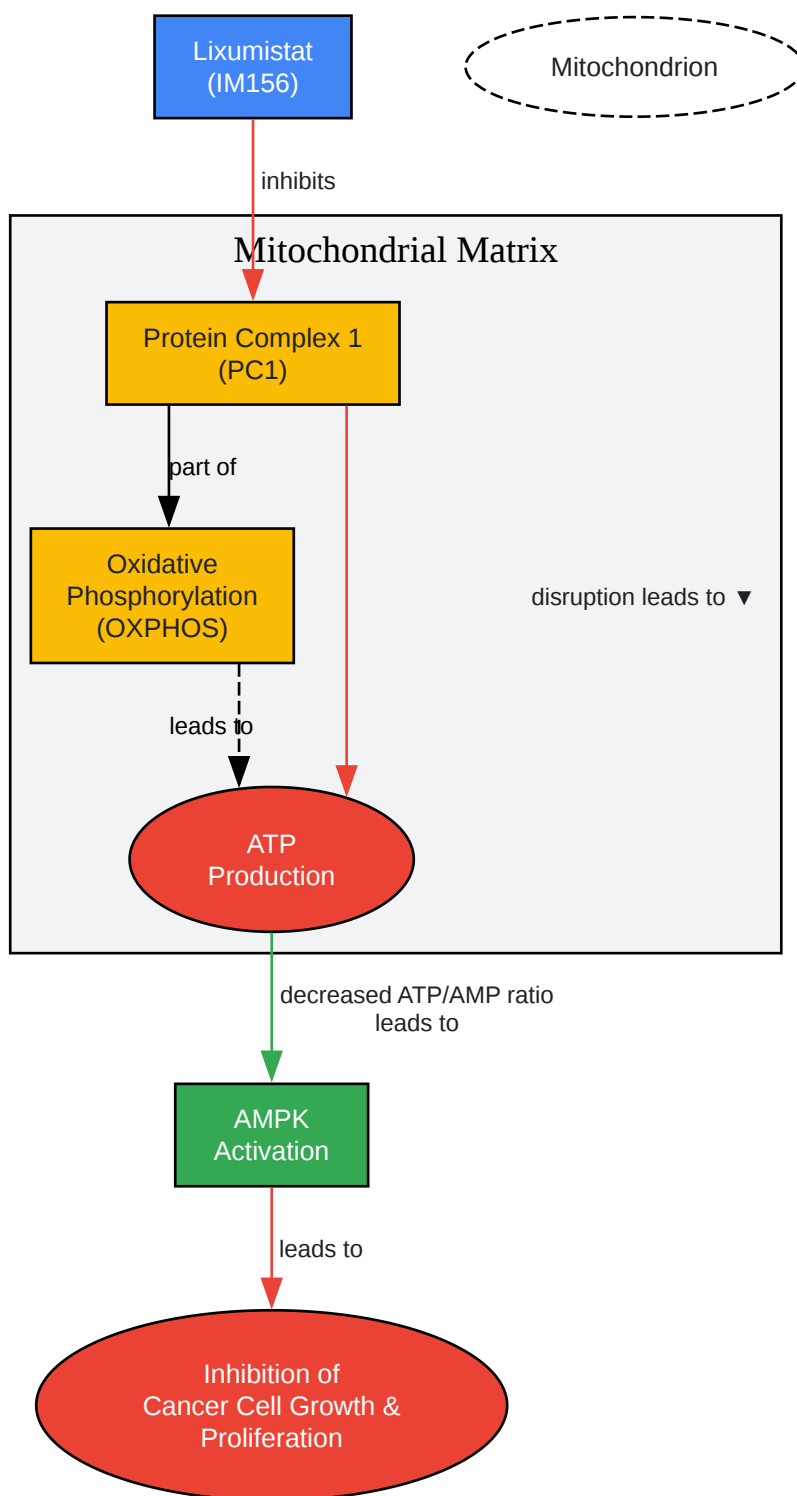 Lixumistat
(IM156)
Mitochondrion
inhibits
Mitochondrial Matrix
Protein Complex 1
(PC1)
part of
Oxidative
Phosphorylation
(OXPHOS)
disruption leads to ▼
leads to
ATP
Production
decreased ATP/AMP ratio
leads to
AMPK
Activation
leads to
Inhibition of
Cancer Cell Growth &
Proliferation